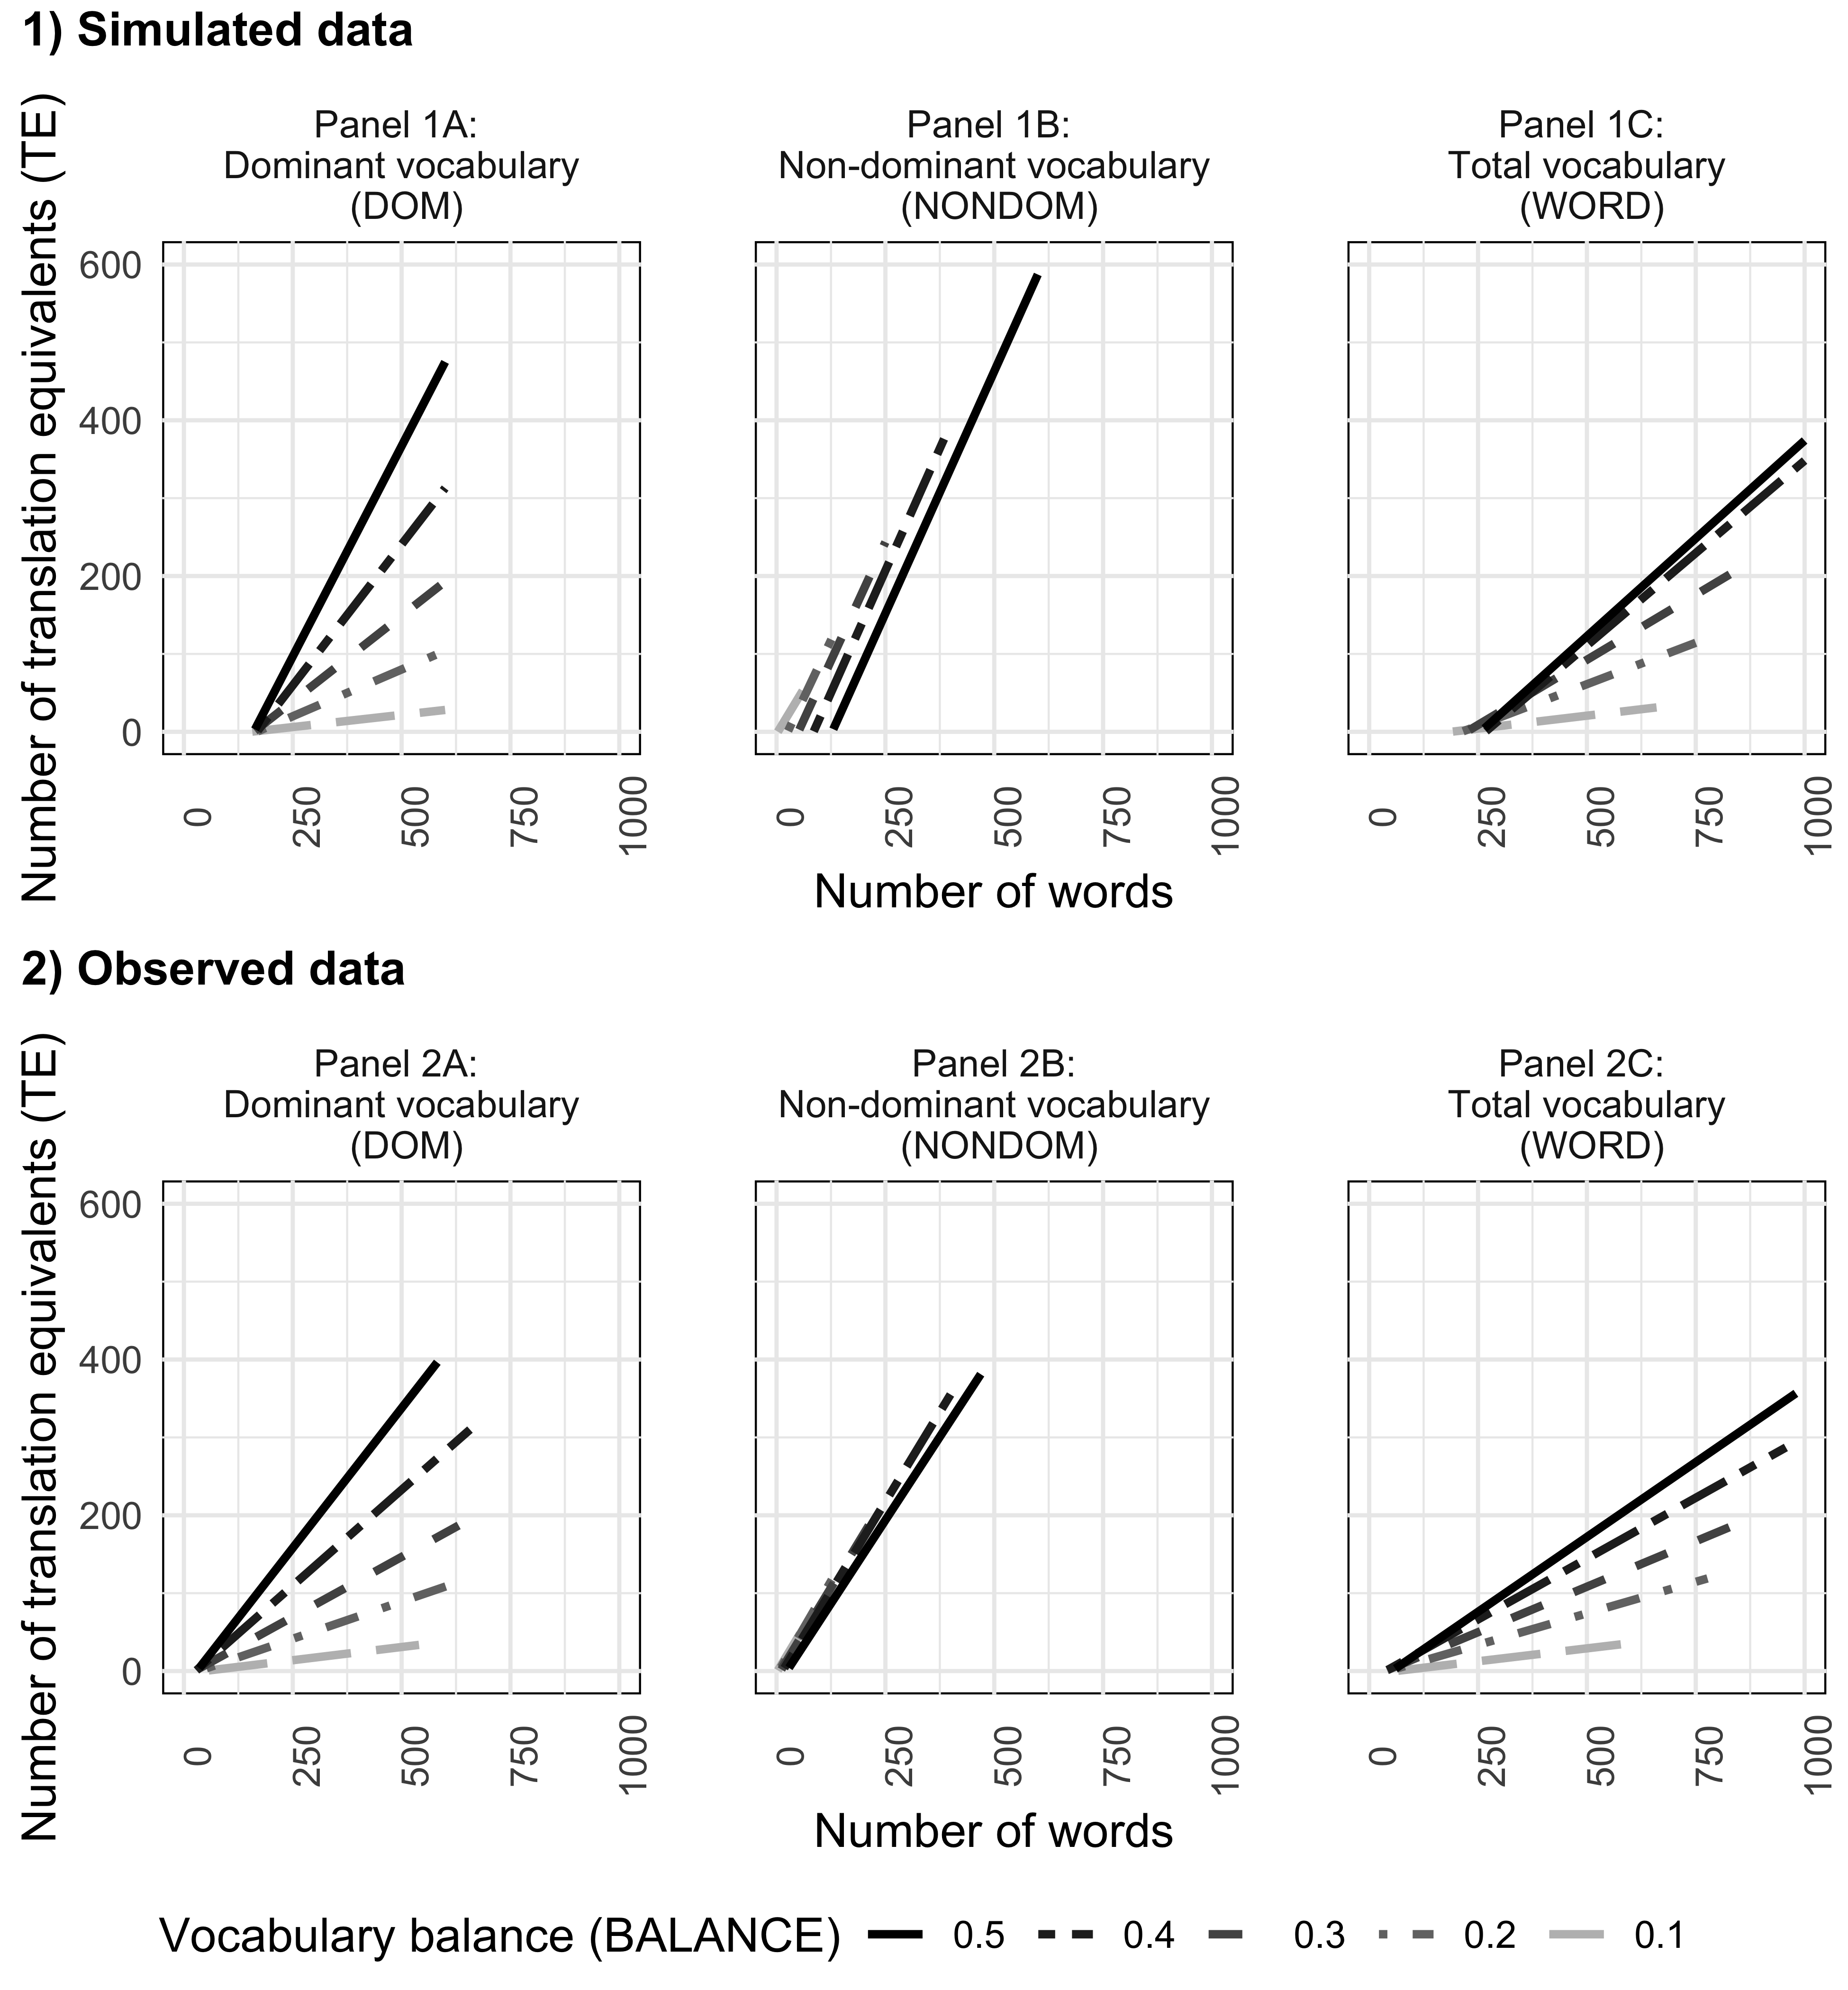 1) Simulated data
Number of translation equivalents (TE)
Panel 1A:
Dominant vocabulary
(DOM)
Panel 1B:
Non-dominant vocabulary
(NONDOM)
Panel 1C:
Total vocabulary
(WORD)
600
400
200
0
0 250 500 750 1000
0 250 500 750 1000
0 250 500 750 1000
Number of words
2) Observed data
Number of translation equivalents (TE)
Panel 2A:
Dominant vocabulary
(DOM)
Panel 2B:
Non-dominant vocabulary
(NONDOM)
Panel 2C:
Total vocabulary
(WORD)
600
400
200
0
0 250 500 750 1000
0 250 500 750 1000
0 250 500 750 1000
Number of words
Vocabulary balance (BALANCE) 0.5 0.4 0.3 0.2 0.1